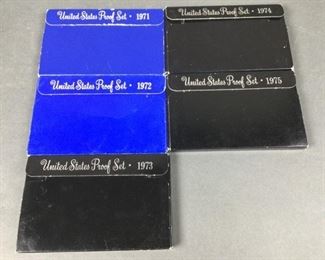 United States Proof Set · 1971
United States Proof Set · 1974
United States Proof Set · 1972
United States Proof Set · 1975
United States Proof Set · 1973